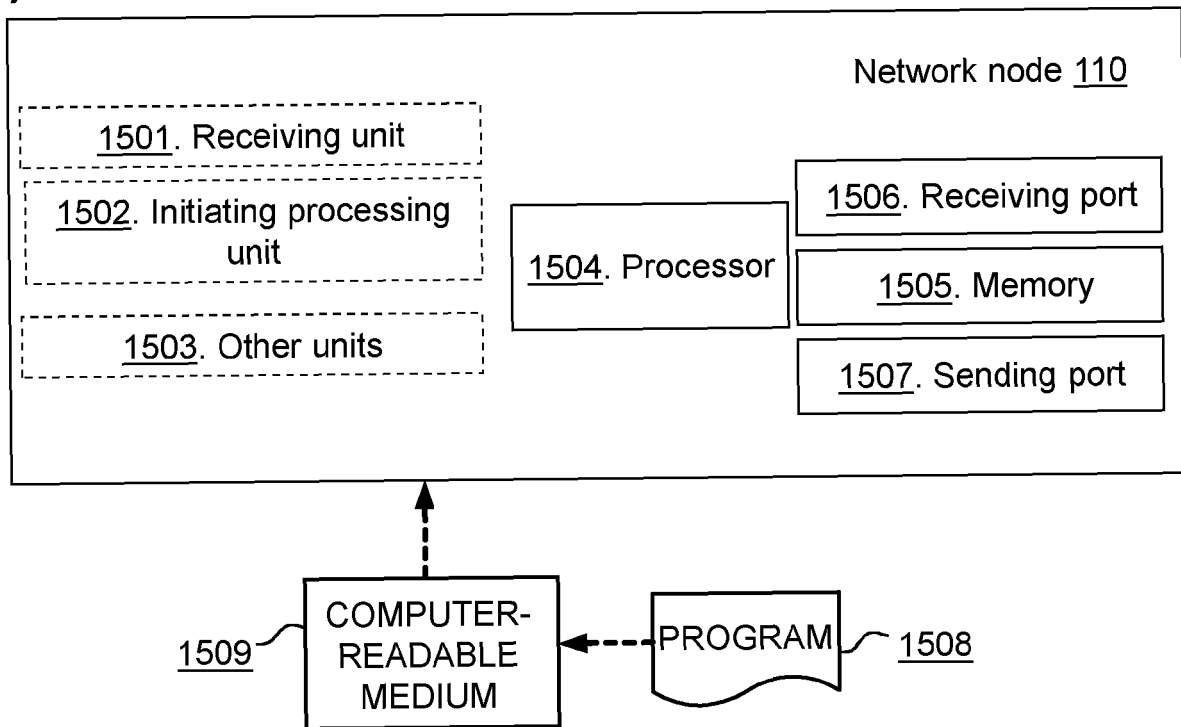 Network node 110
1501. Receiving unit
1502. Initiating processing
unit
1503. Other units
1504. Processor
1506. Receiving port
1505. Memory
1507. Sending port
COMPUTER-
READABLE
MEDIUM
1509
PROGRAM
1508